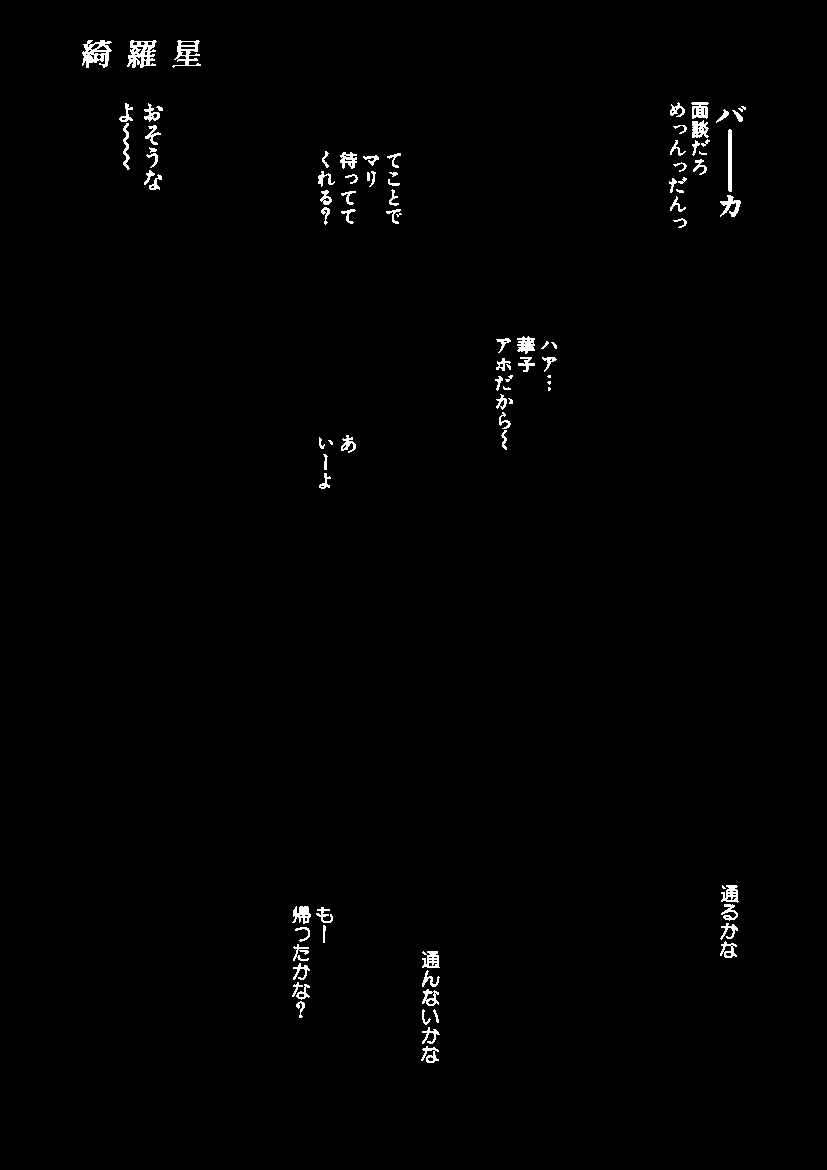 綺羅星
バーーカ
面談だろ
めっんっだんっ
おそうな
よ～～～
てことで
マリ
待ってて
くれる？
ハア…
華子
アホだから～
あ
いーよ
通るかな
通んないかな
もー
帰ったかな？